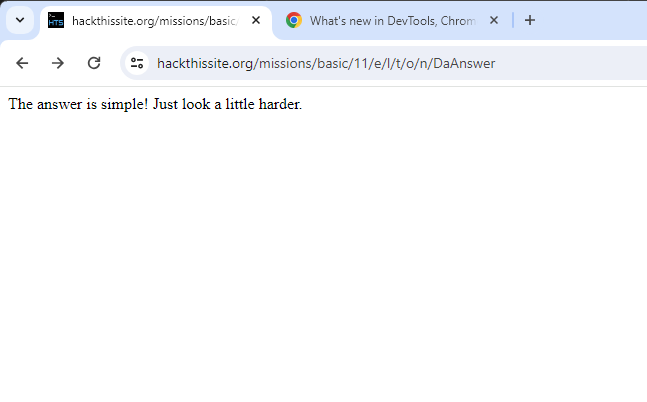 hackthissite.org/missions/basic
What's new in DevTools, Chrom
hackthissite.org/missions/basic/11/e/l/t/o/n/DaAnswer
The answer is simple! Just look a little harder.